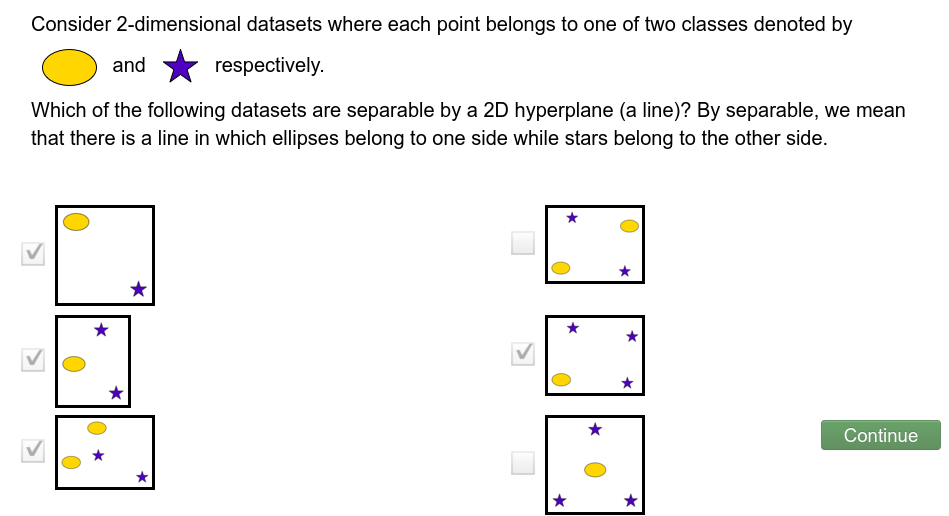 Consider 2-dimensional datasets where each point belongs to one of two classes denoted by
and respectively.
Which of the following datasets are separable by a 2D hyperplane (a line)? By separable, we mean
that there is a line in which ellipses belong to one side while stars belong to the other side.
Continue